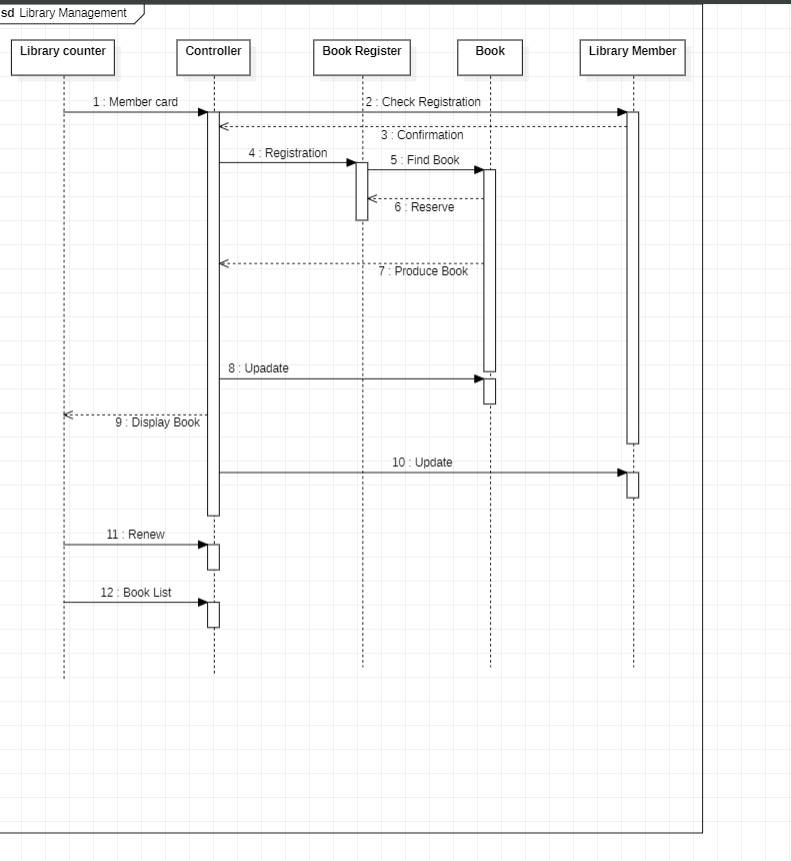 sd Library Management
Library counter
Controller
Book Register
Book
Library Member
1 : Member card
2 : Check Registration
3 : Confirmation
4 : Registration
5 : Find Book
6 : Reserve
7 : Produce Book
8 : Upadate
9 : Display Book
10 : Update
11 : Renew
12 : Book List